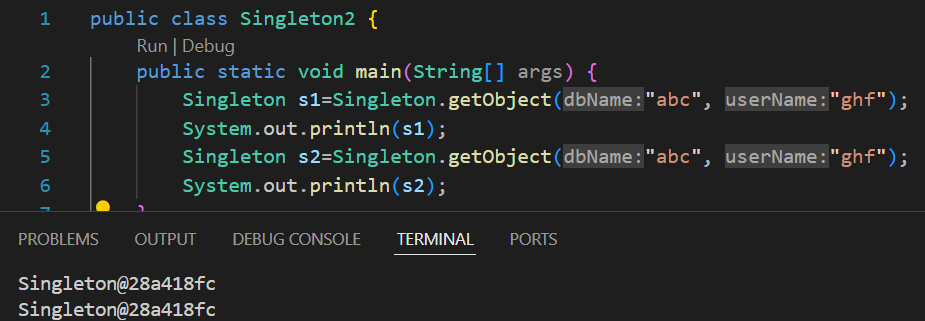 1 public class Singleton2 {
Run | Debug
2 public static void main(String[] args) {
3 Singleton s1=Singleton.getObject(dbName:"abc", userName:"ghf");
4 System.out.println(s1);
5 Singleton s2=Singleton.getObject(dbName:"abc", userName:"ghf");
6 System.out.println(s2);
7 }
PROBLEMS OUTPUT DEBUG CONSOLE TERMINAL PORTS
Singleton@28a418fc
Singleton@28a418fc